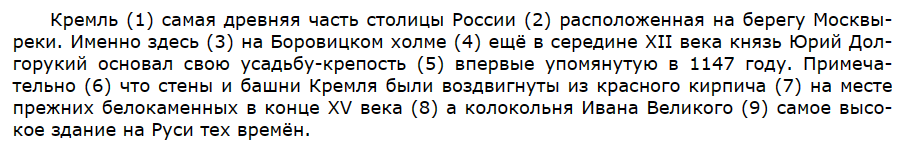 Кремль (1) самая древняя часть столицы России (2) расположенная на берегу Москвы-
реки. Именно здесь (3) на Боровицком холме (4) ещё в середине XII века князь Юрий Дол-
горукий основал свою усадьбу-крепость (5) впервые упомянутую в 1147 году. Примеча-
тельно (6) что стены и башни Кремля были воздвигнуты из красного кирпича (7) на месте
прежних белокаменных в конце XV века (8) а колокольня Ивана Великого (9) самое высо-
кое здание на Руси тех времён.